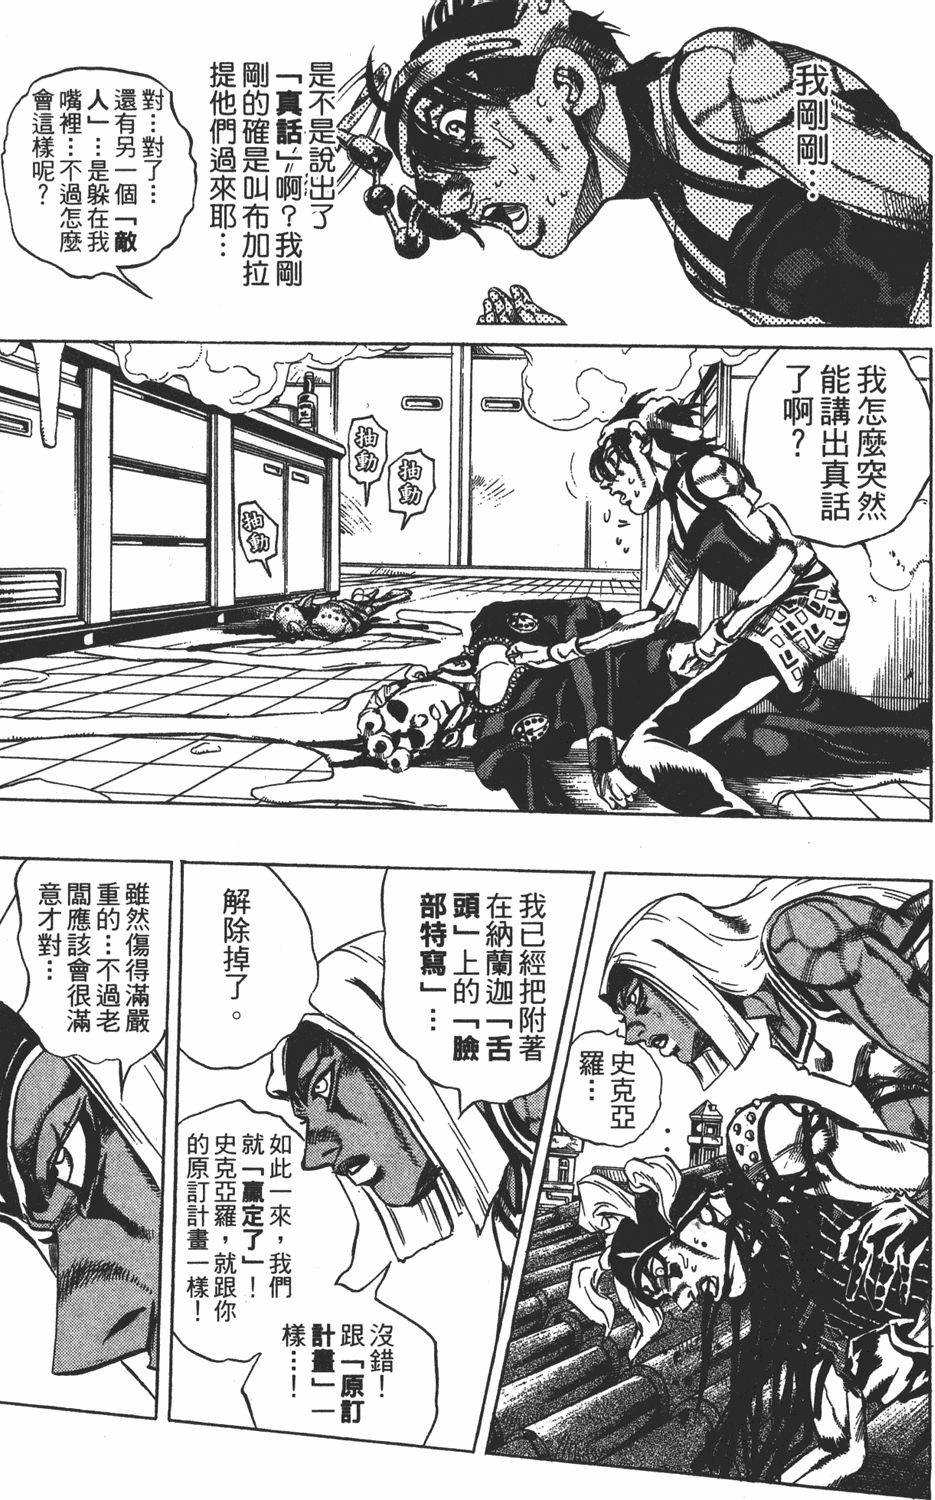 我剛剛…
是不是說出了
「真話」啊？我剛
剛的確是叫布加拉
提他們過來耶…
對…對了…
還有另一個「敵
人」…是躲在我
嘴裡…不過怎麼
會這樣呢？
我怎麼突然
能講出真話
了啊？
抽動
抽動
抽動
史克亞
羅…
我已經把附著
在納蘭迦「舌
頭」上的「臉
部特寫」…
解除掉了。
沒錯！
跟「原訂
計畫」一
樣…！
如此一來，我們
就「贏定了」！
史克亞羅，就跟你
的原訂計畫一樣！
雖然傷得滿嚴
重的…不過老
闆應該會很滿
意才對…